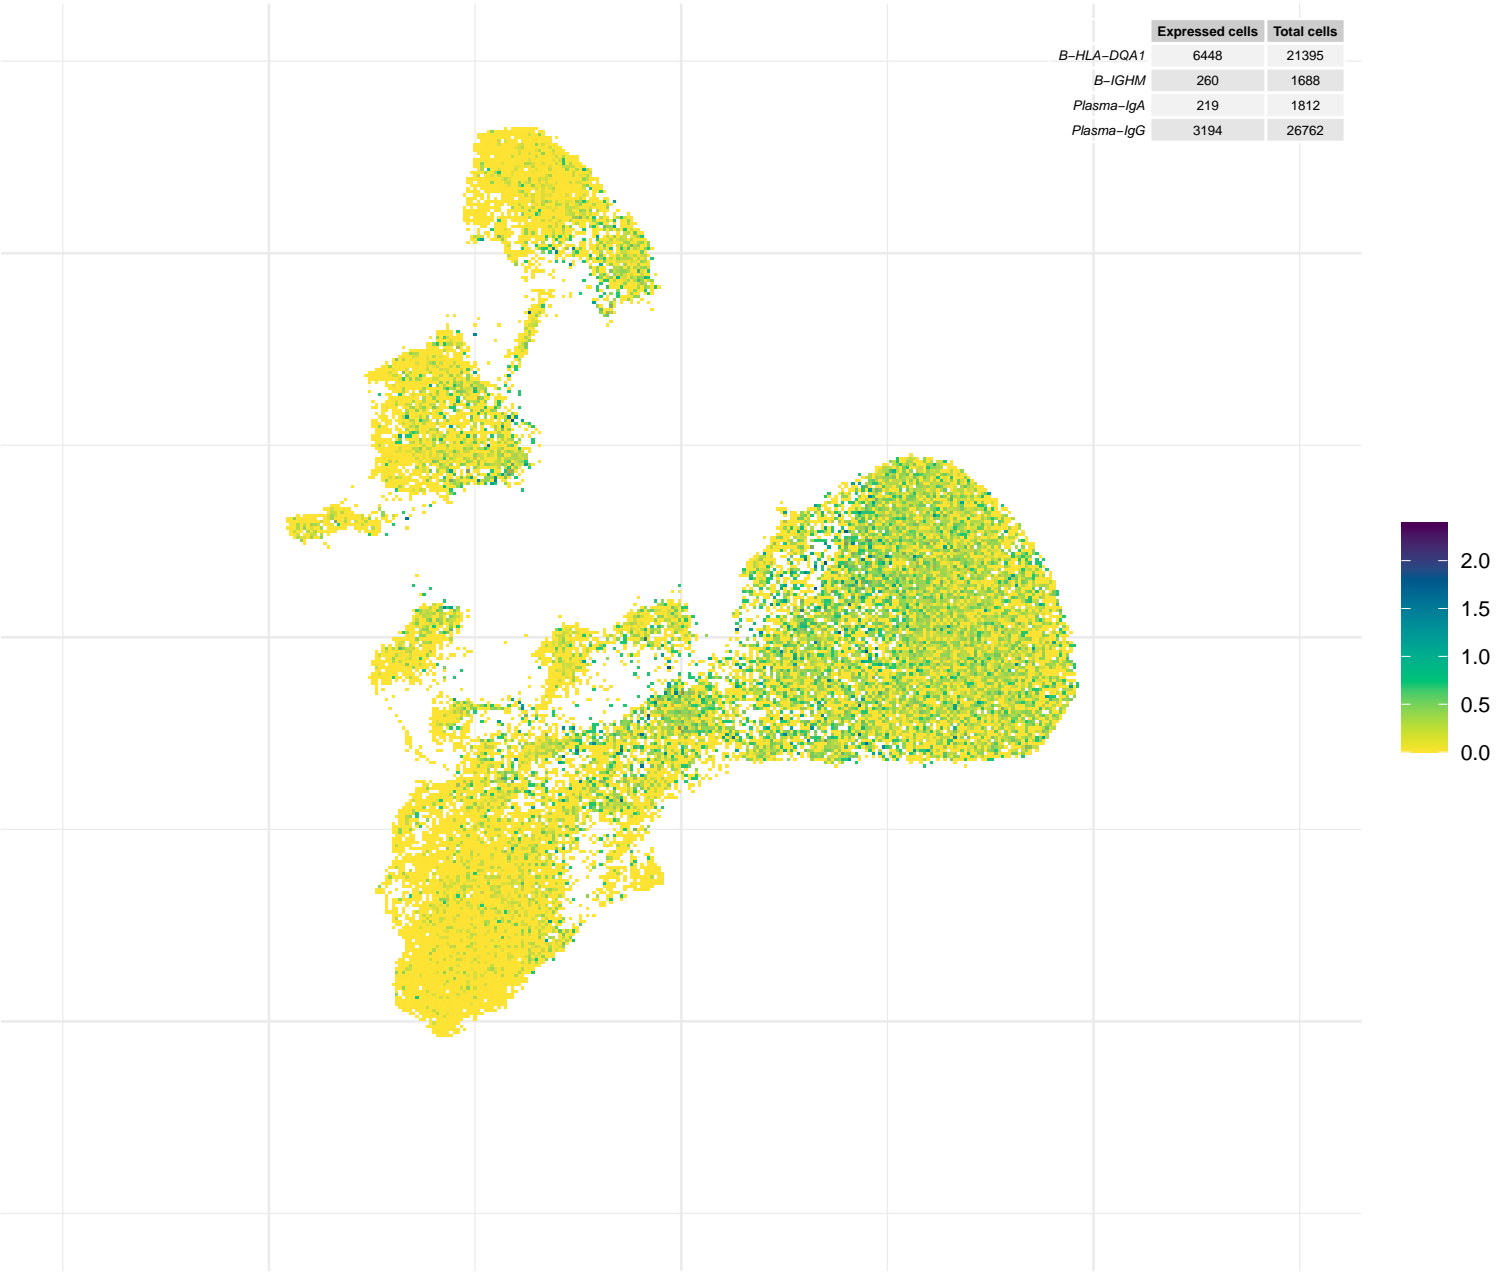 Expressed cells Total cells
B−HLA−DQA1 6448 21395
B−IGHM 260 1688
Plasma−IgA 219 1812
Plasma−IgG 3194 26762
2.0
1.5
1.0
0.5
0.0